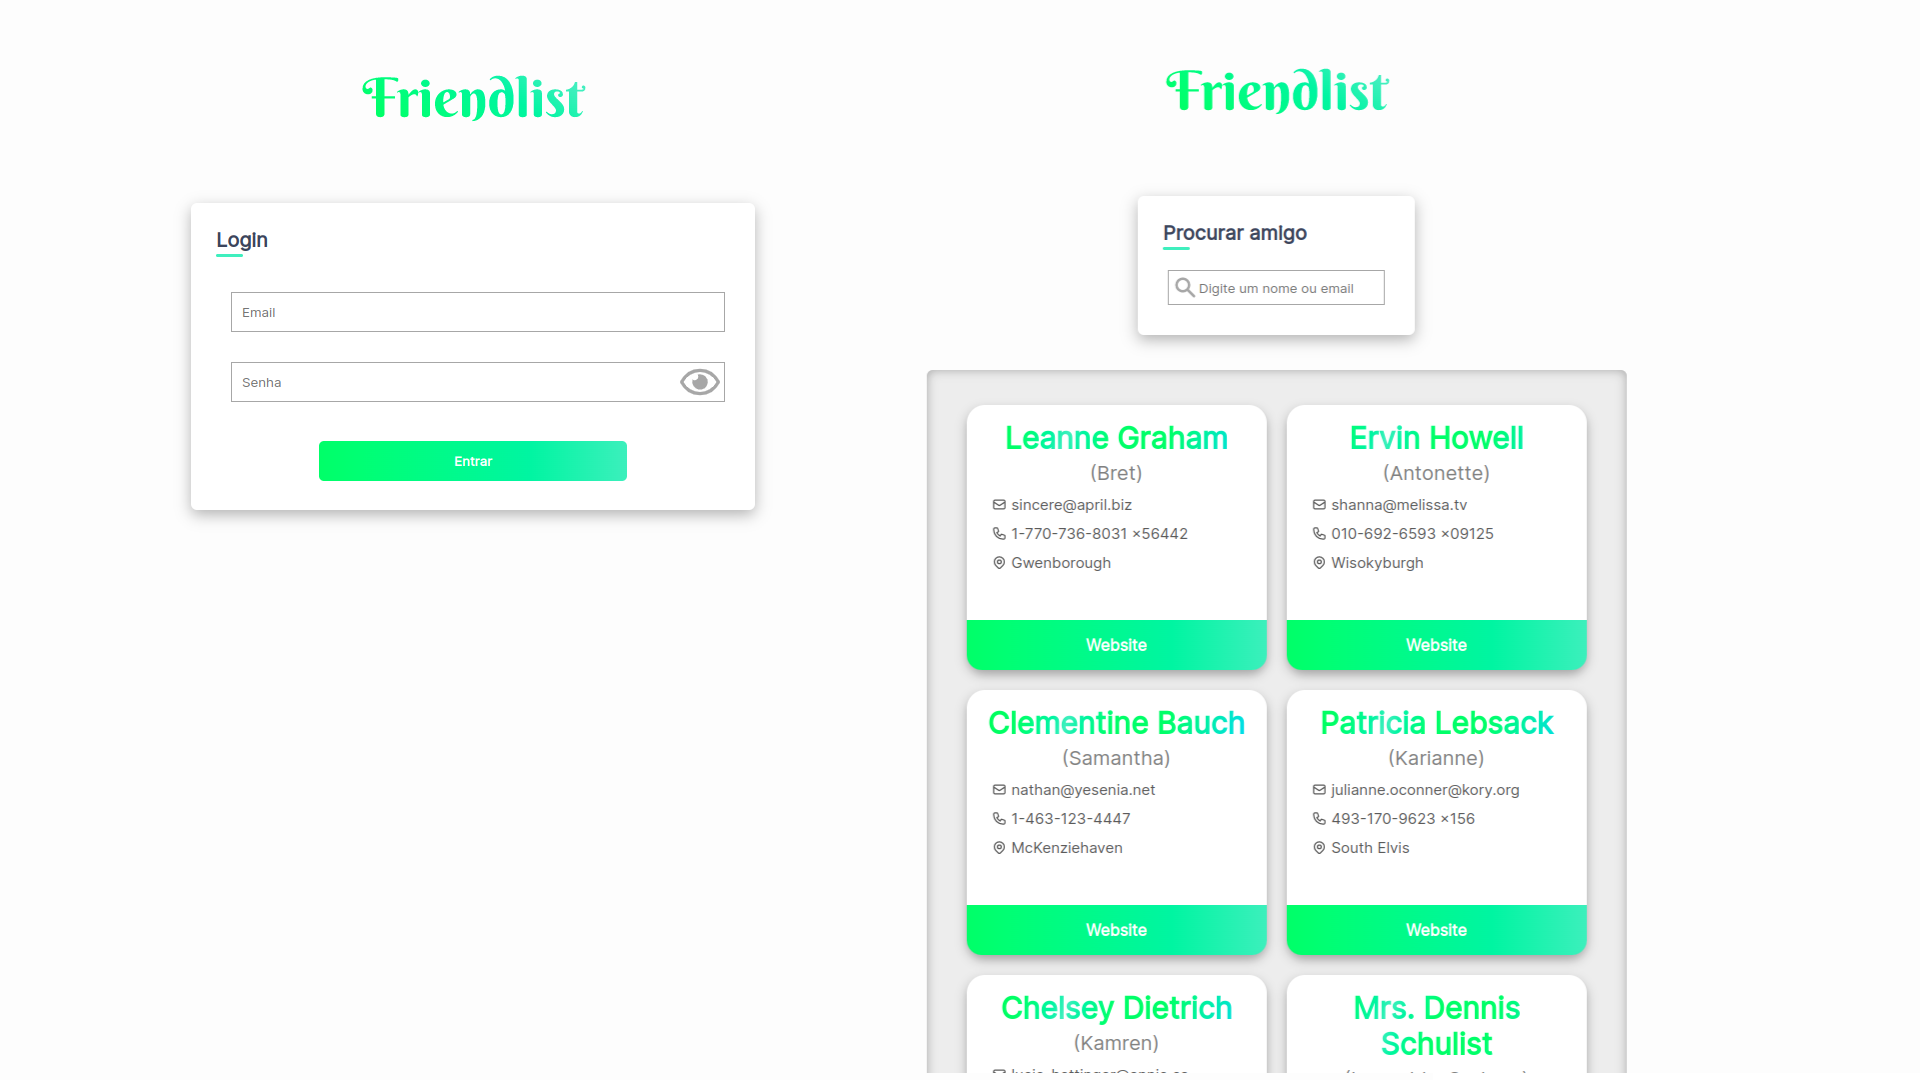 Friendlist
Login
Email
Senha
Entrar
Friendlist
Procurar amigo
Digite um nome ou email
Leanne Graham
(Bret)
sincere@april.biz
1-770-736-8031 x56442
Gwenborough
Website
Ervin Howell
(Antonette)
shanna@melissa.tv
010-692-6593 x09125
Wisokyburgh
Website
Clementine Bauch
(Samantha)
nathan@yesenia.net
1-463-123-4447
McKenziehaven
Website
Patricia Lebsack
(Karianne)
julianne.oconner@kory.org
493-170-9623 x156
South Elvis
Website
Chelsey Dietrich
(Kamren)
Mrs. Dennis
Schulist